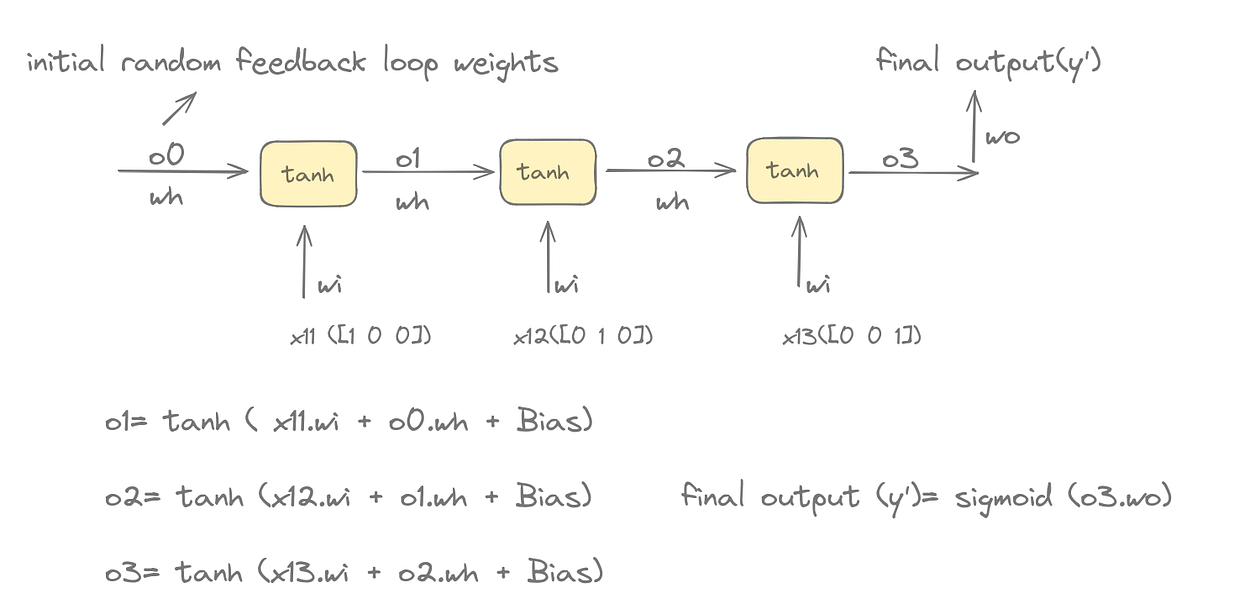 initial random feedback loop weights
final output(y')
o0
wh
tanh
o1
wh
tanh
o2
wh
tanh
o3
wo
wi
wi
wi
x11 ([1 0 0])
x12([0 1 0])
x13([0 0 1])
o1= tanh ( x11.wi + o0.wh + Bias)
o2= tanh (x12.wi + o1.wh + Bias)
final output (y')= sigmoid (o3.wo)
o3= tanh (x13.wi + o2.wh + Bias)